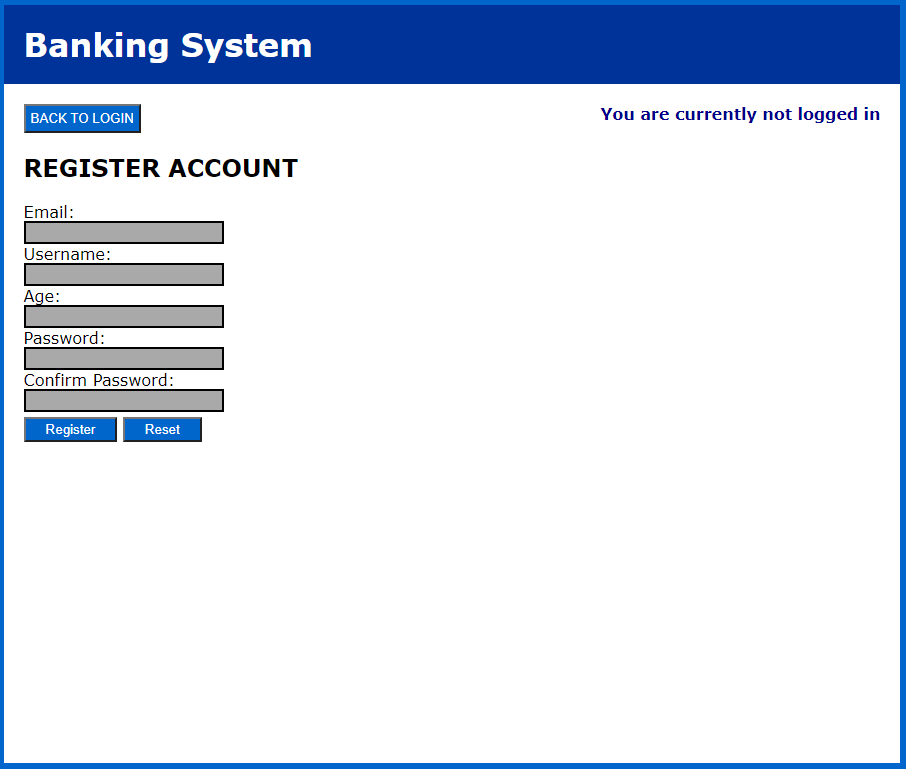 Banking System
BACK TO LOGIN
You are currently not logged in
REGISTER ACCOUNT
Email:
Username:
Age:
Password:
Confirm Password:
Register Reset